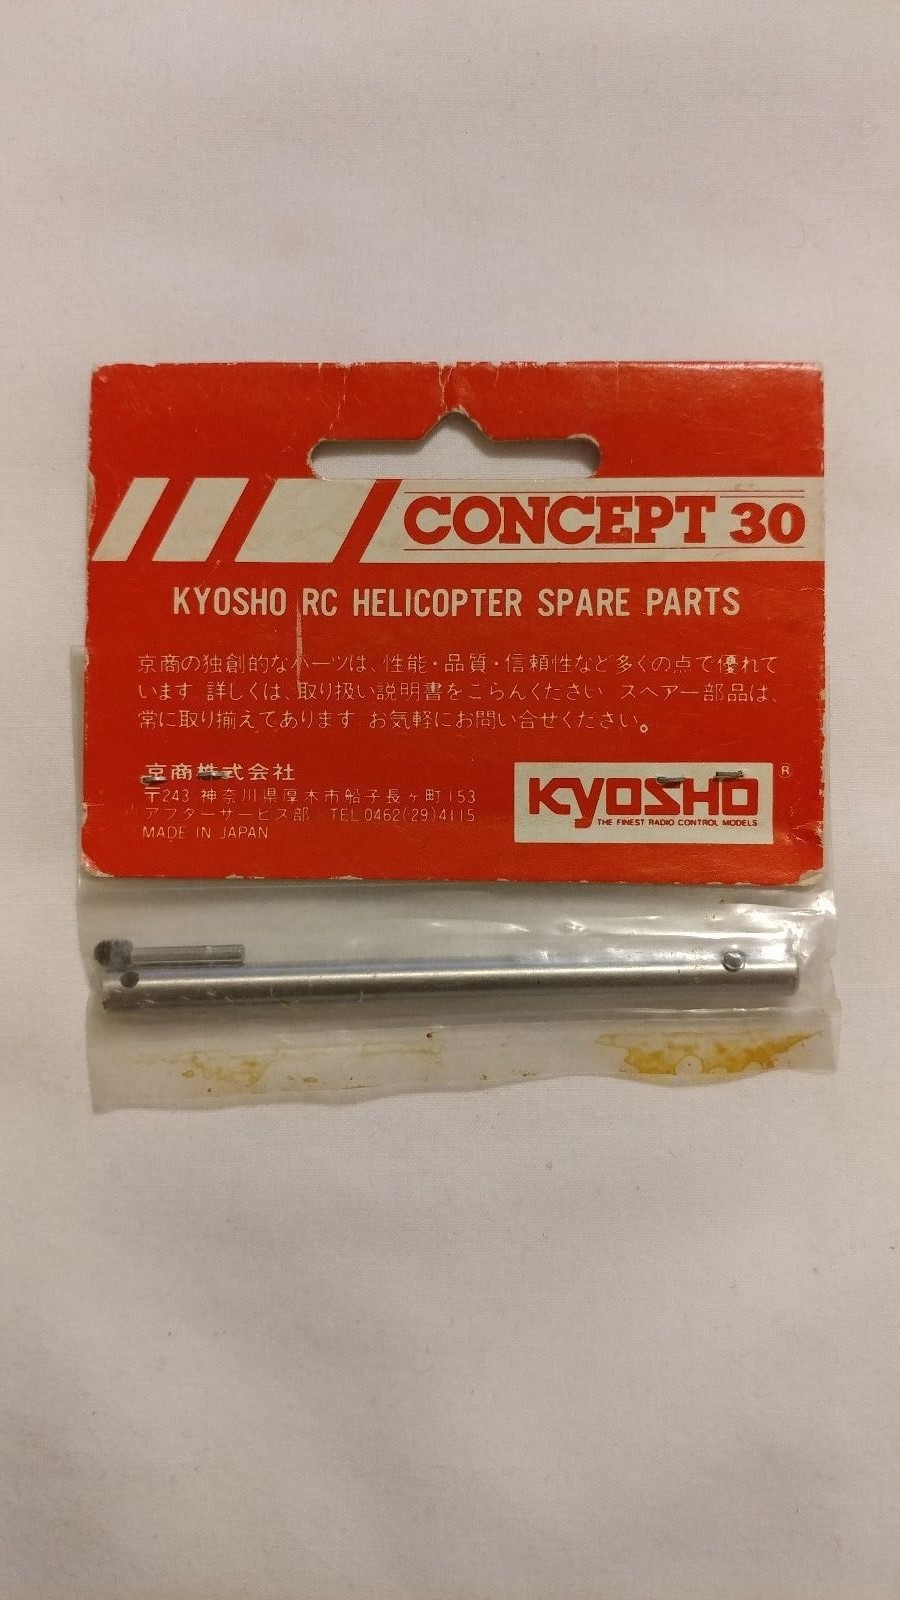 CONCEPT 30
KYOSHO RC HELICOPTER SPARE PARTS
京商の独創的なパーツは、性能・品質・信頼性など多くの点で優れて
います 詳しくは、取り扱い説明書をごらんください スペアー部品は、
常に取り揃えてあります お気軽にお問い合せください。
京商株式会社
〒243 神奈川県厚木市船子長ヶ町153
アフターサービス部 TEL 0462(29)4115
MADE IN JAPAN
KYOSHO ®
THE FINEST RADIO CONTROL MODELS